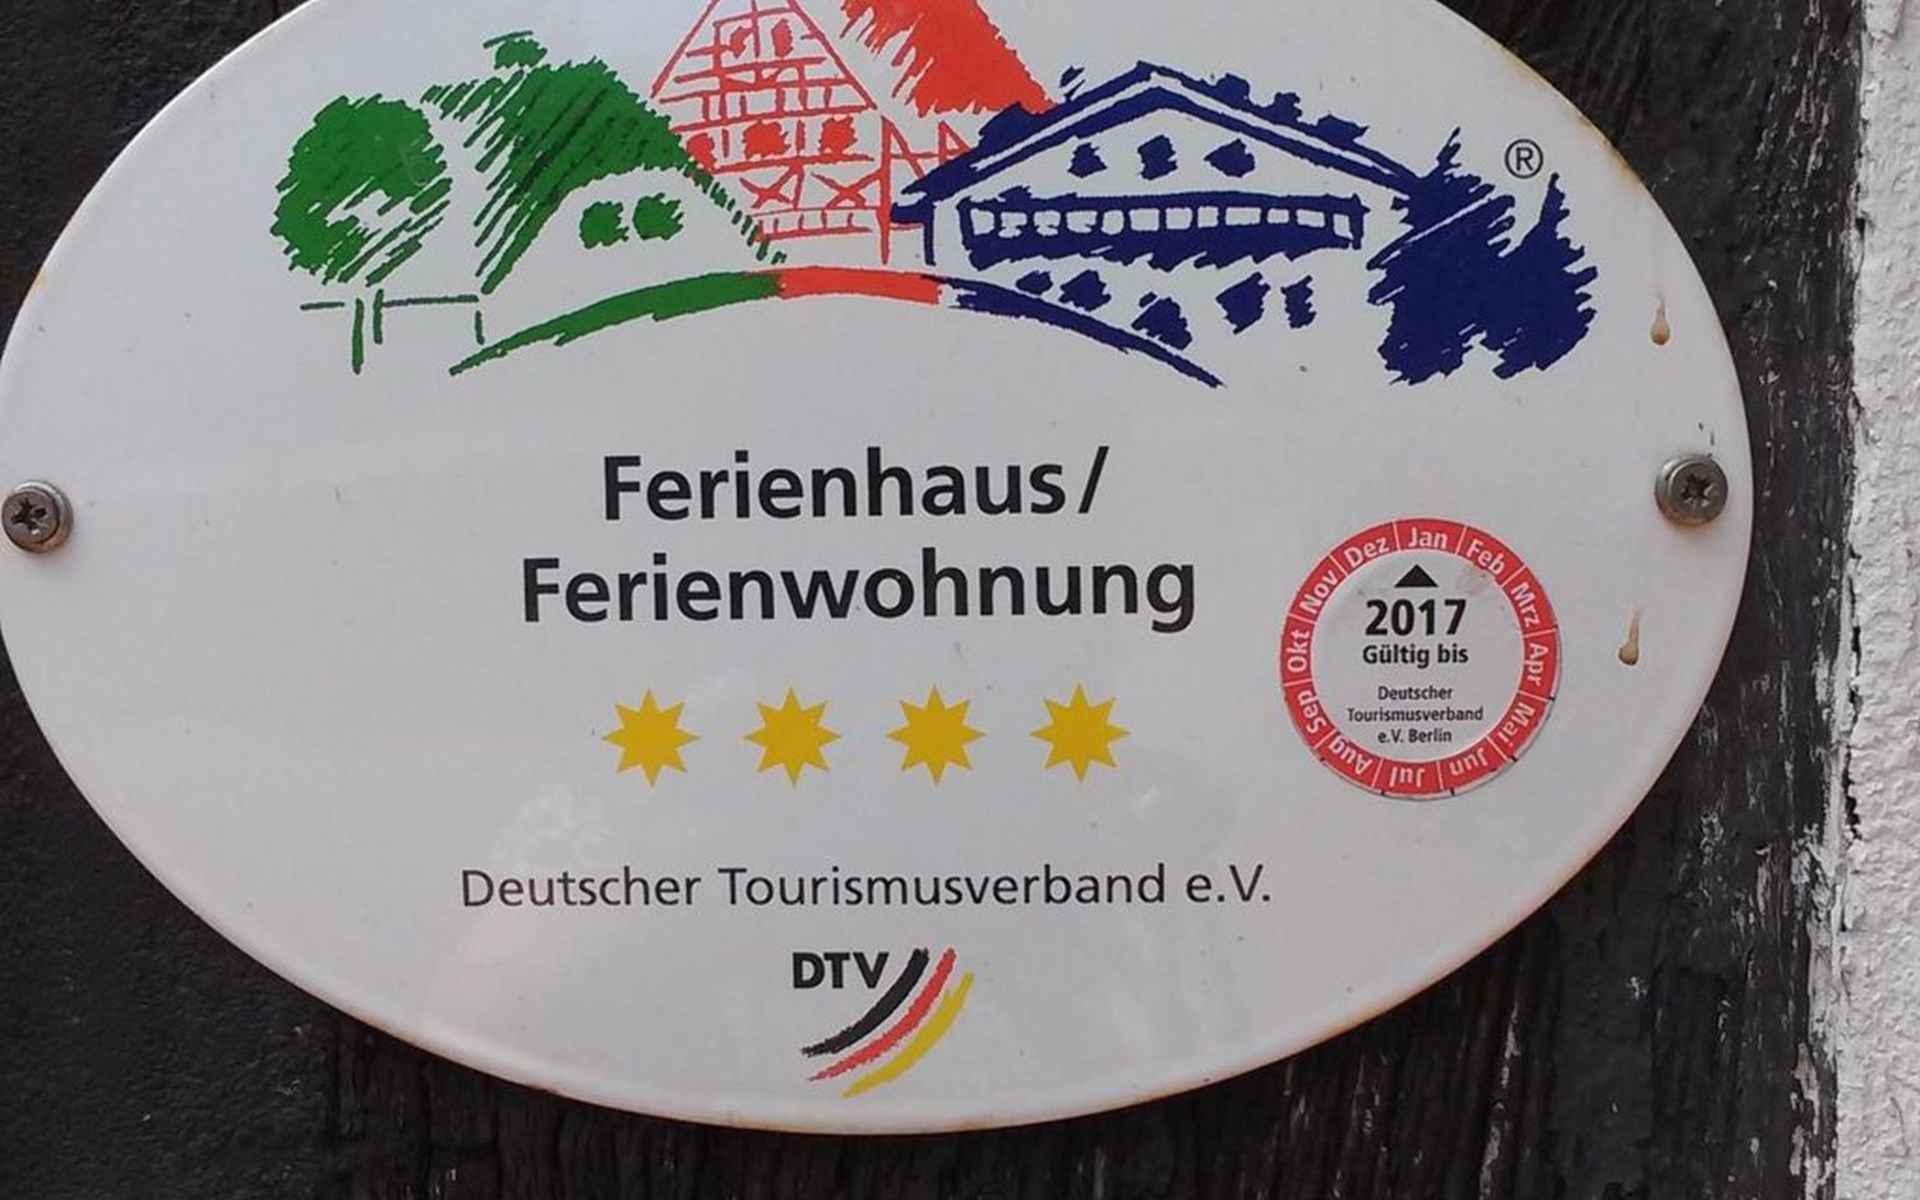 ®
Ferienhaus/
Ferienwohnung
Jan Feb Mrz Apr Mai Jun Jul Aug Sep Okt Nov Dez
2017
Gültig bis
Deutscher
Tourismusverband
e.V. Berlin
Deutscher Tourismusverband e.V.
DTV